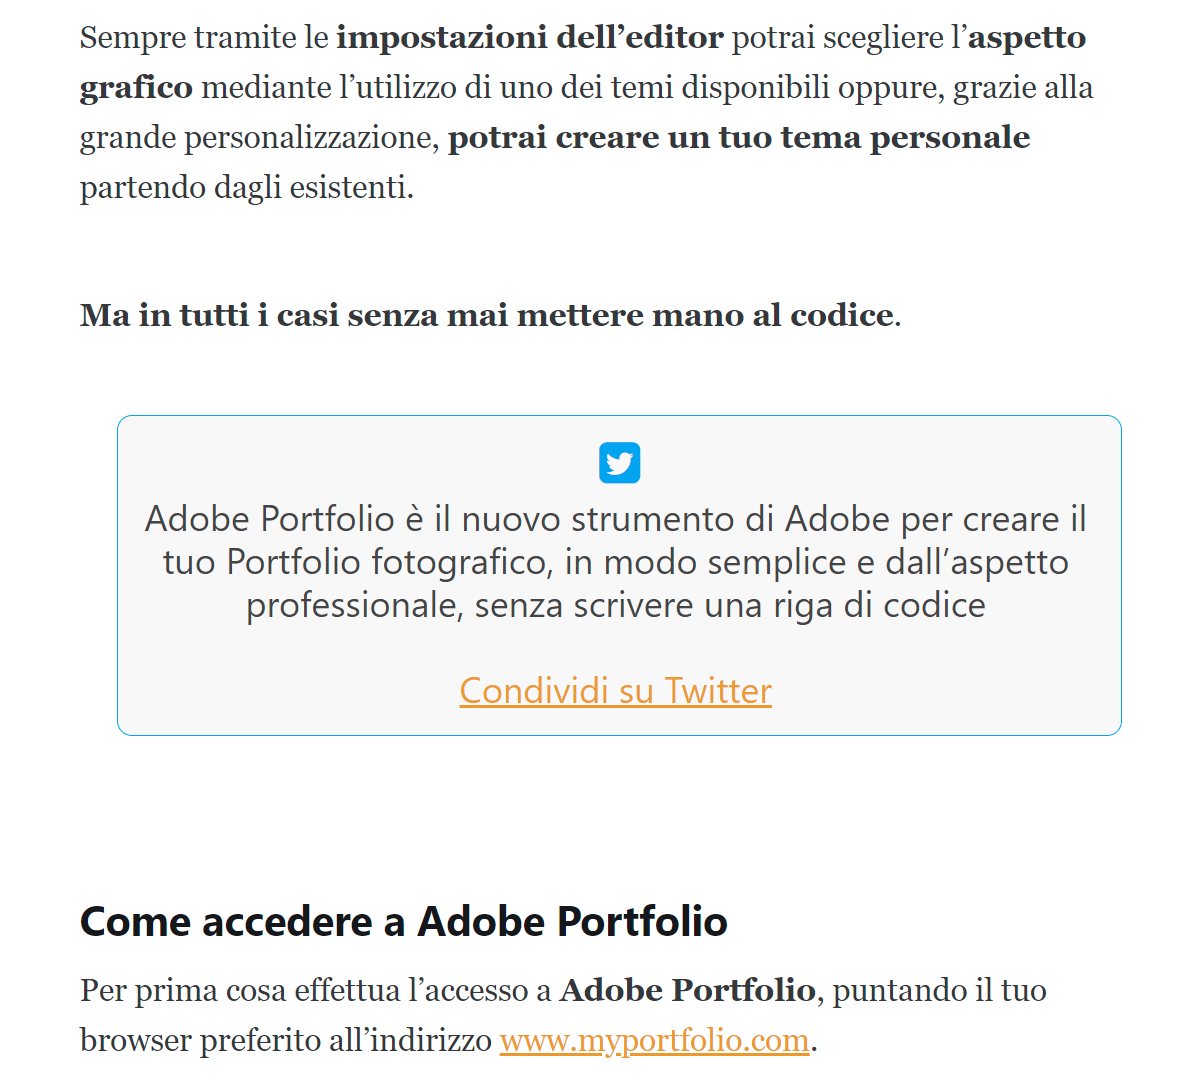 Sempre tramite le impostazioni dell’editor potrai scegliere l’aspetto
grafico mediante l’utilizzo di uno dei temi disponibili oppure, grazie alla
grande personalizzazione, potrai creare un tuo tema personale
partendo dagli esistenti.
Ma in tutti i casi senza mai mettere mano al codice.
Adobe Portfolio è il nuovo strumento di Adobe per creare il
tuo Portfolio fotografico, in modo semplice e dall’aspetto
professionale, senza scrivere una riga di codice
Condividi su Twitter
Come accedere a Adobe Portfolio
Per prima cosa effettua l’accesso a Adobe Portfolio, puntando il tuo
browser preferito all’indirizzo www.myportfolio.com.